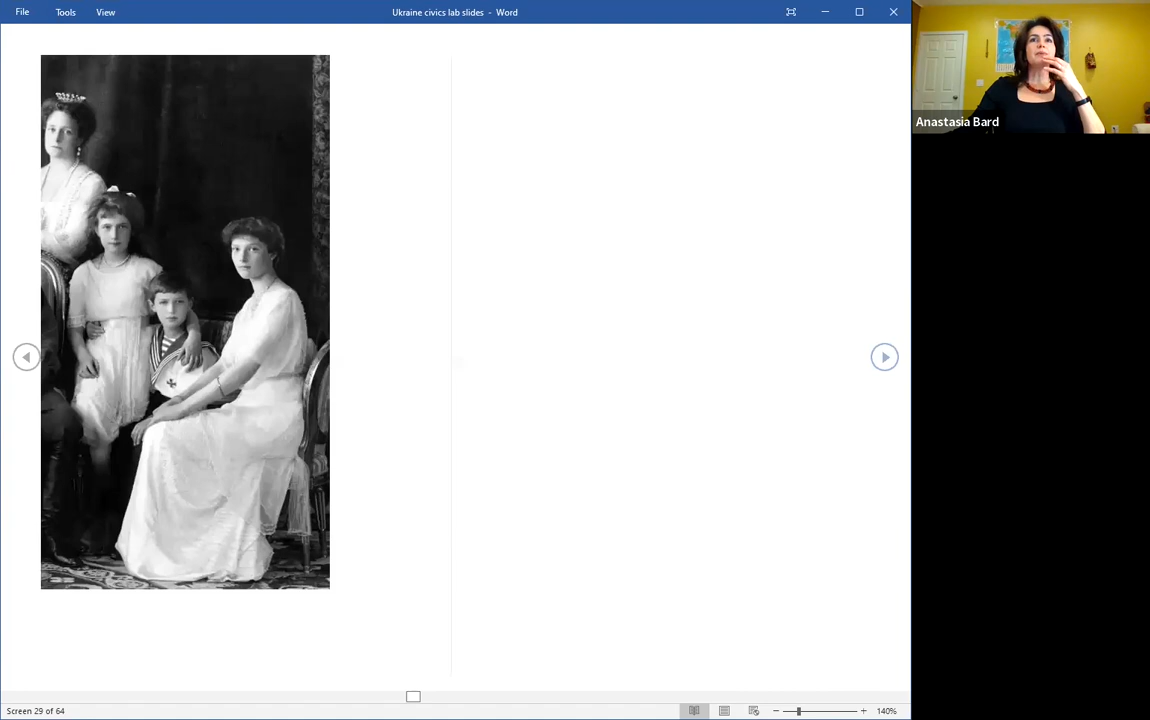 File
Tools
View
Ukraine civics lab slides - Word
Anastasia Bard
Screen 29 of 64
140%